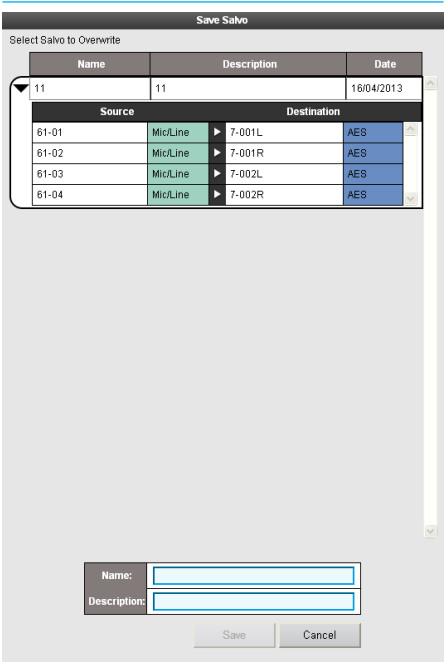 Save Salvo
Select Salvo to Overwrite
Name Description Date
11 11 16/04/2013
Source Destination
61-01 Mic/Line 7-001L AES
61-02 Mic/Line 7-001R AES
61-03 Mic/Line 7-002L AES
61-04 Mic/Line 7-002R AES
Name:
Description:
Save Cancel